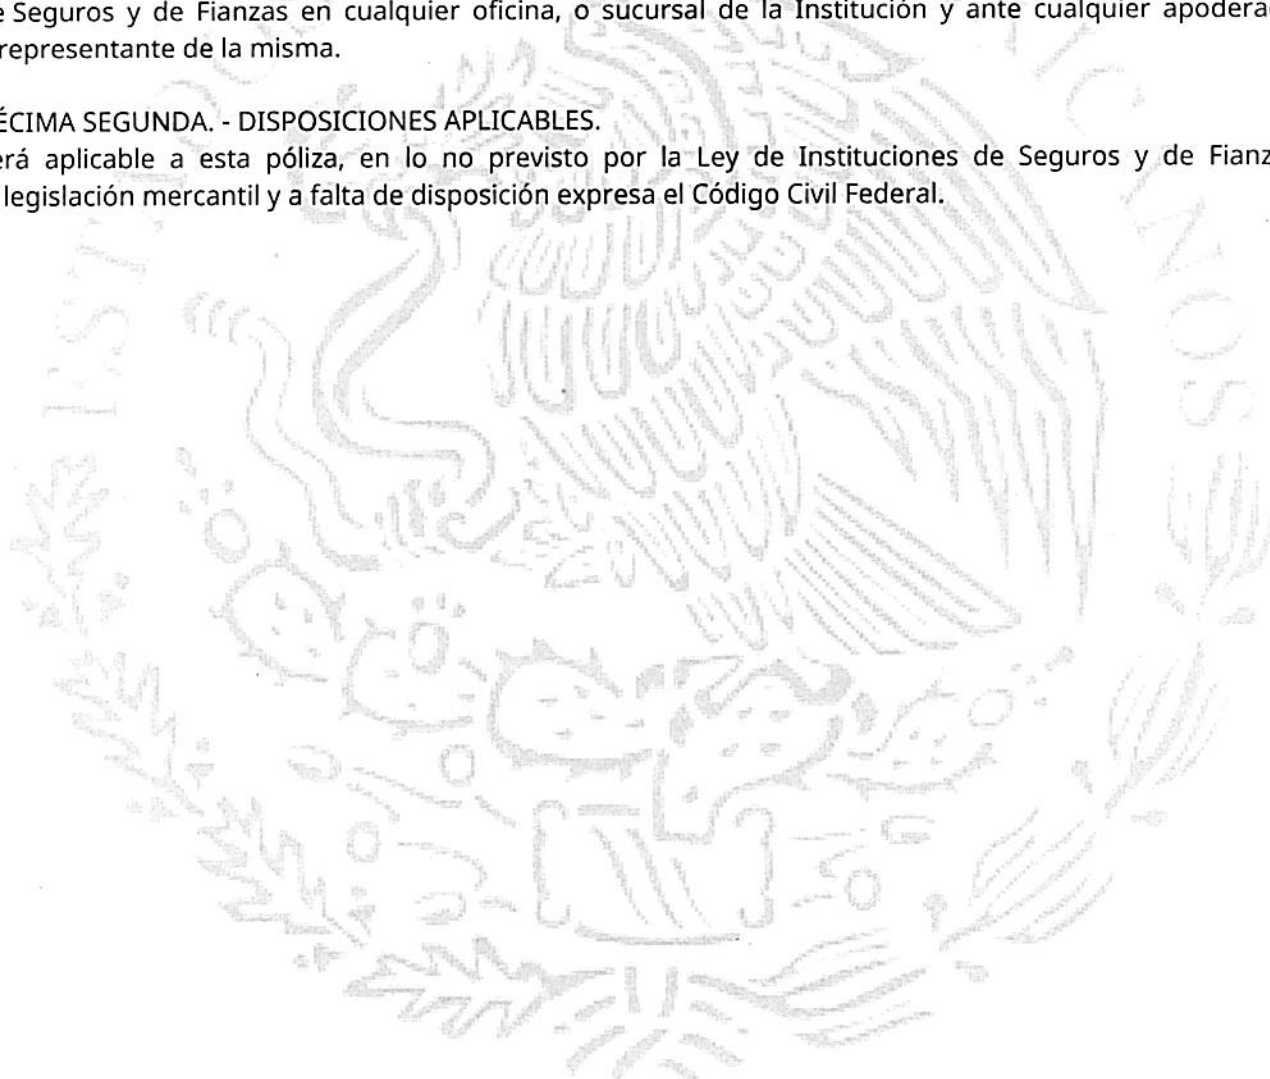 e Seguros y de Fianzas en cualquier oficina, o sucursal de la Institución y ante cualquier apodera
representante de la misma.
ÉCIMA SEGUNDA. - DISPOSICIONES APLICABLES.
erá aplicable a esta póliza, en lo no previsto por la Ley de Instituciones de Seguros y de Fianz
legislación mercantil y a falta de disposición expresa el Código Civil Federal.